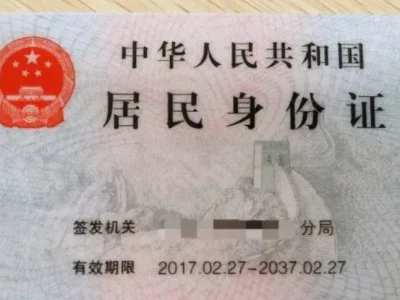 中华人民共和国
居民身份证
签发机关 分局
有效期限 2017.02.27-2037.02.27